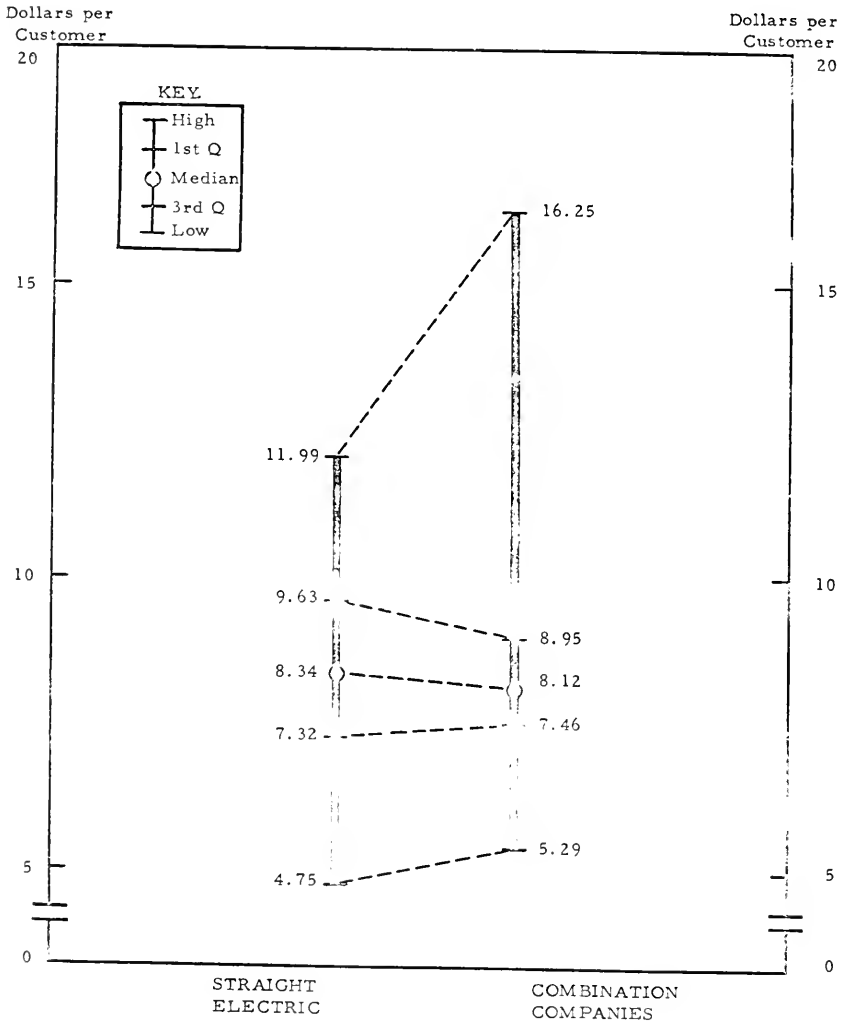 Dollars per
Customer
Dollars per
Customer
20
20
KEY
High
1st Q
Median
3rd Q
Low
16.25
15
15
11.99
10
10
9.63
8.95
8.34
8.12
7.32
7.46
5.29
5
5
4.75
0
0
STRAIGHT
ELECTRIC
COMBINATION
COMPANIES